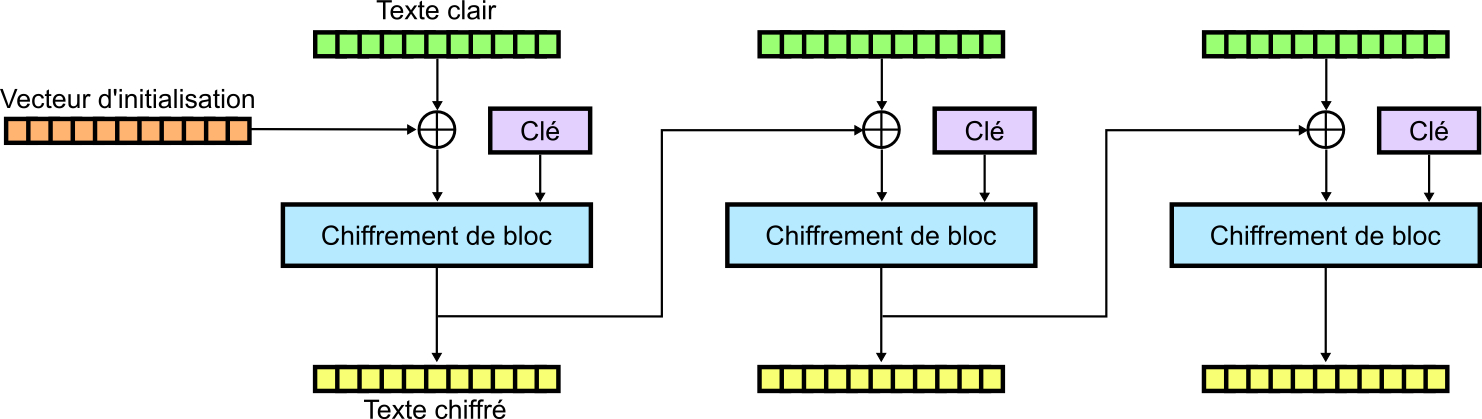 Texte clair
Vecteur d'initialisation
Clé
Clé
Clé
Chiffrement de bloc
Chiffrement de bloc
Chiffrement de bloc
Texte chiffré